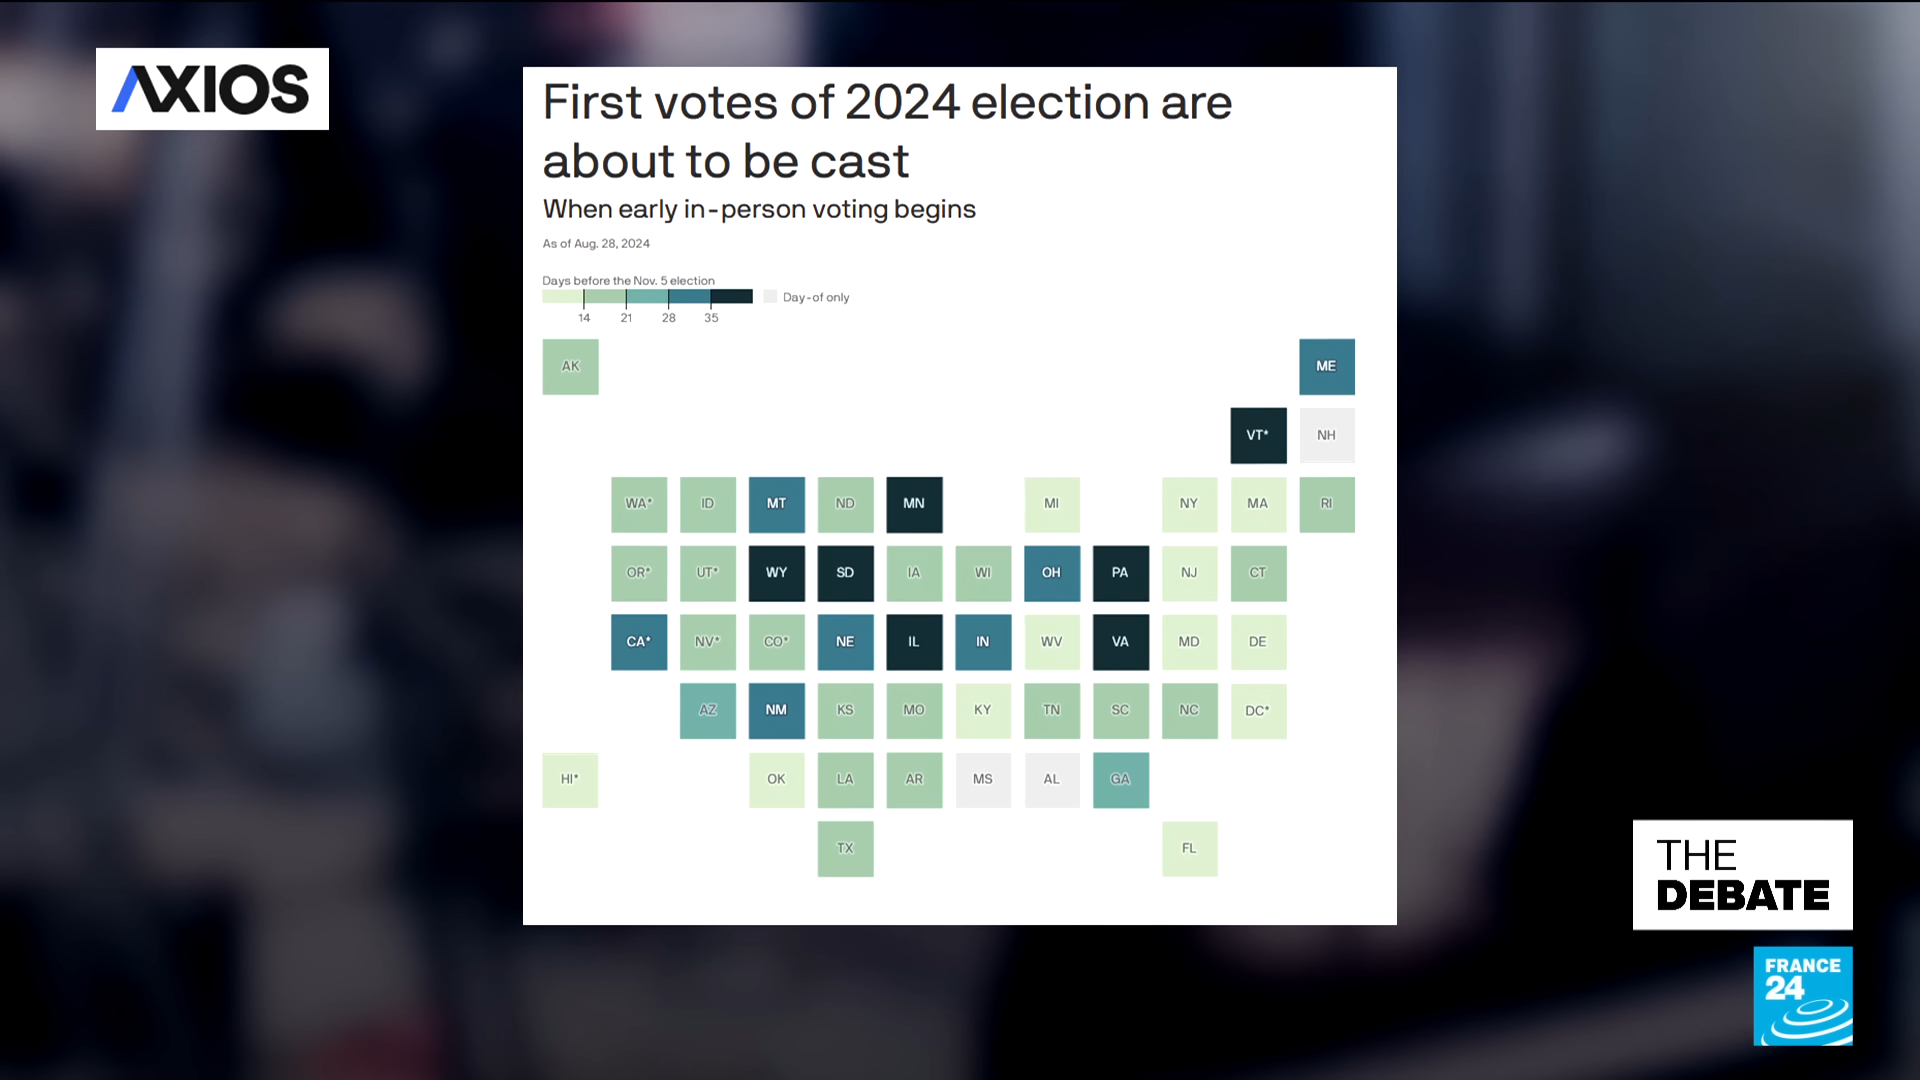 AXIOS
First votes of 2024 election are
about to be cast
When early in-person voting begins
As of Aug. 28, 2024
Days before the Nov. 5 election
Day-of only
14 21 28 35
AK ME
VT* NH
WA* ID MT ND MN MI NY MA RI
OR* UT* WY SD IA WI OH PA NJ CT
CA* NV* CO* NE IL IN WV VA MD DE
AZ NM KS MO KY TN SC NC DC*
HI* OK LA AR MS AL GA
TX FL
THE
DEBATE
FRANCE
24